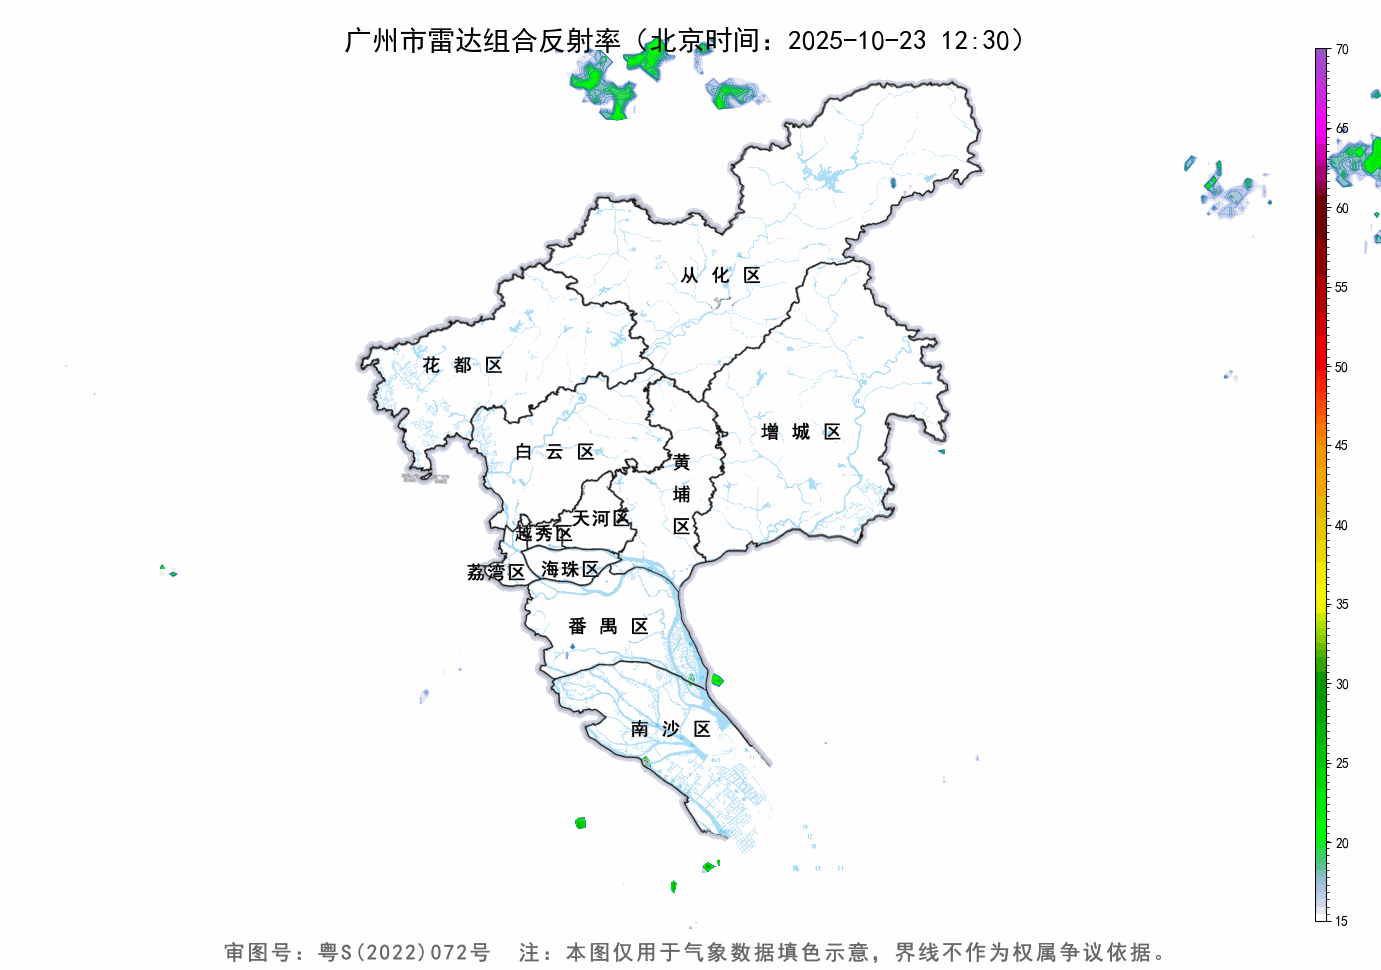 广州市雷达组合反射率（北京时间：2025-10-23 12:30）
70
65
60
55
50
45
40
35
30
25
20
15
从化区
花都区
增城区
白云区
黄埔区
天河区
越秀区
荔湾区
海珠区
番禺区
南沙区
审图号：粤S(2022)072号 注：本图仅用于气象数据填色示意，界线不作为权属争议依据。